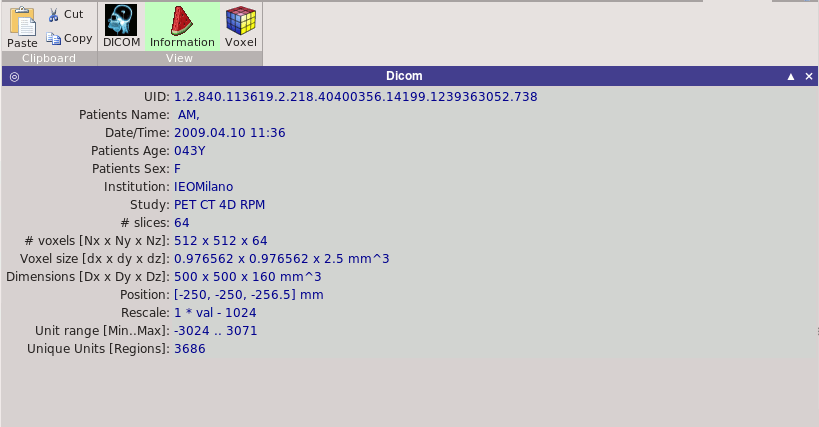 Paste
Cut
Copy
Clipboard
DICOM
Information
Voxel
View
Dicom
UID: 1.2.840.113619.2.218.40400356.14199.1239363052.738
Patients Name: AM,
Date/Time: 2009.04.10 11:36
Patients Age: 043Y
Patients Sex: F
Institution: IEOMilano
Study: PET CT 4D RPM
# slices: 64
# voxels [Nx x Ny x Nz]: 512 x 512 x 64
Voxel size [dx x dy x dz]: 0.976562 x 0.976562 x 2.5 mm^3
Dimensions [Dx x Dy x Dz]: 500 x 500 x 160 mm^3
Position: [-250, -250, -256.5] mm
Rescale: 1 * val - 1024
Unit range [Min..Max]: -3024 .. 3071
Unique Units [Regions]: 3686